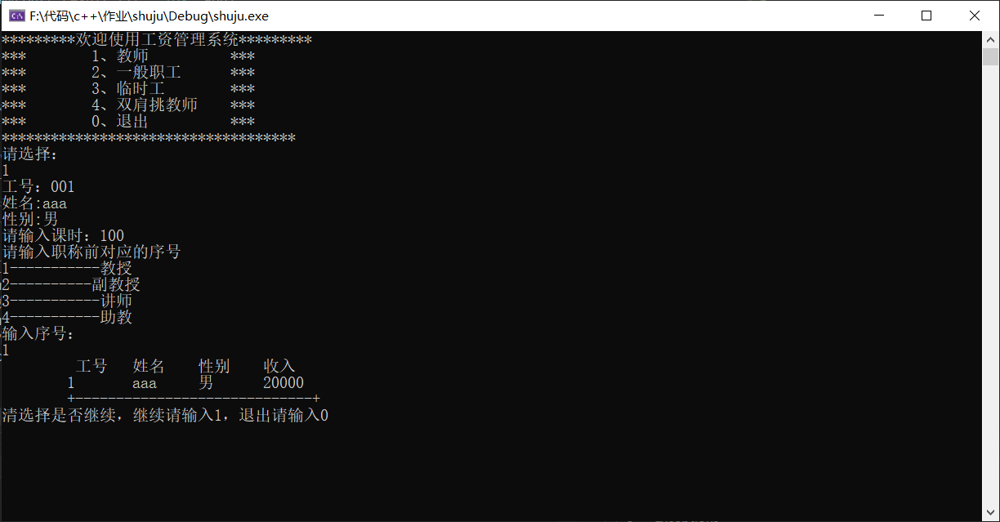 F:\代码\c++\作业\shuju\Debug\shuju.exe
*********欢迎使用工资管理系统*********
***        1、教师          ***
***        2、一般职工      ***
***        3、临时工        ***
***        4、双肩挑教师    ***
***        0、退出          ***
************************************
请选择:
1
工号: 001
姓名:aaa
性别:男
请输入课时: 100
请输入职称前对应的序号
1-----------教授
2----------副教授
3-----------讲师
4-----------助教
输入序号:
1
工号   姓名    性别    收入
1       aaa     男      20000
+-----------------------------+
清选择是否继续，继续请输入1，退出请输入0